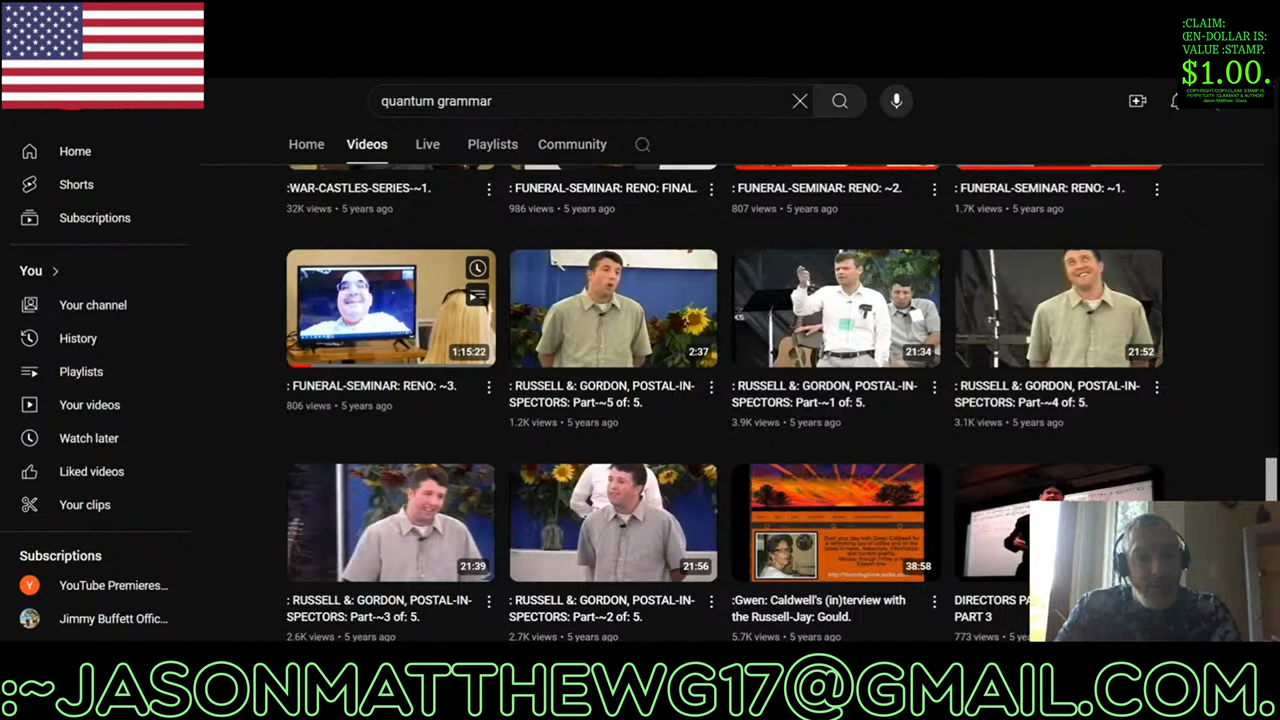 :CLAIM:
ŒN-DOLLAR IS:
VALUE :STAMP.
$1.00.
quantum grammar
Home
Videos
Live
Playlists
Community
Home
Shorts
Subscriptions
You
Your channel
History
Playlists
Your videos
Watch later
Liked videos
Your clips
Subscriptions
YouTube Premieres...
Jimmy Buffett Offic...
:WAR-CASTLES-SERIES-~1.
32K views • 5 years ago
: FUNERAL-SEMINAR: RENO: FINAL.
986 views • 5 years ago
: FUNERAL-SEMINAR: RENO: ~2.
807 views • 5 years ago
: FUNERAL-SEMINAR: RENO: ~1.
1.7K views • 5 years ago
1:15:22
: FUNERAL-SEMINAR: RENO: ~3.
806 views • 5 years ago
2:37
: RUSSELL &: GORDON, POSTAL-IN-
SPECTORS: Part-~5 of: 5.
1.2K views • 5 years ago
21:34
: RUSSELL &: GORDON, POSTAL-IN-
SPECTORS: Part-~1 of: 5.
3.9K views • 5 years ago
21:52
: RUSSELL &: GORDON, POSTAL-IN-
SPECTORS: Part-~4 of: 5.
3.1K views • 5 years ago
21:39
: RUSSELL &: GORDON, POSTAL-IN-
SPECTORS: Part-~3 of: 5.
2.6K views • 5 years ago
21:56
: RUSSELL &: GORDON, POSTAL-IN-
SPECTORS: Part-~2 of: 5.
2.7K views • 5 years ago
38:58
:Gwen: Caldwell's (in)terview with
the Russell-Jay: Gould.
5.7K views • 5 years ago
DIRECTORS PA
PART 3
773 views • 5 yea
:~JASONMATTHEWG17@GMAIL.COM.